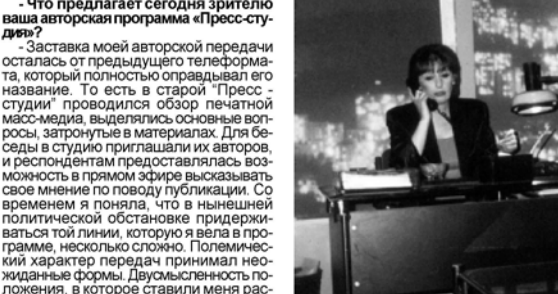 - Что предлагает сегодня зрителю
ваша авторская программа «Пресс-сту-
дия»?
- Заставка моей авторской передачи
осталась от предыдущего телеформа-
та, который полностью оправдывал его
название. То есть в старой "Пресс -
студии" проводился обзор печатной
масс-медиа, выделялись основные воп-
росы, затронутые в материалах. Для бе-
седы в студию приглашали их авторов,
и респондентам предоставлялась воз-
можность в прямом эфире высказывать
свое мнение по поводу публикации. Со
временем я поняла, что в нынешней
политической обстановке придержи-
ваться той линии, которую я вела в про-
грамме, несколько сложно. Полемичес-
кий характер передач принимал нео-
жиданные формы. Двусмысленность по-
ложения, в которое ставили меня рас-